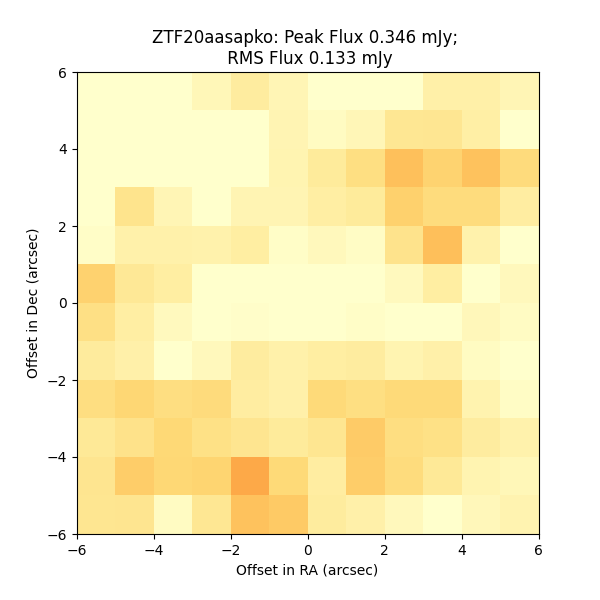 ZTF20aasapko: Peak Flux 0.346 mJy;
RMS Flux 0.133 mJy
6
4
2
0
−2
−4
−6
Offset in Dec (arcsec)
−6 −4 −2 0 2 4 6
Offset in RA (arcsec)